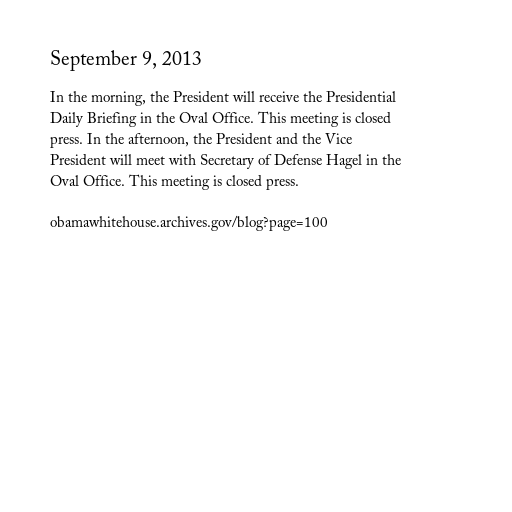 September 9, 2013
In the morning, the President will receive the Presidential
Daily Briefing in the Oval Office. This meeting is closed
press. In the afternoon, the President and the Vice
President will meet with Secretary of Defense Hagel in the
Oval Office. This meeting is closed press.
obamawhitehouse.archives.gov/blog?page=100